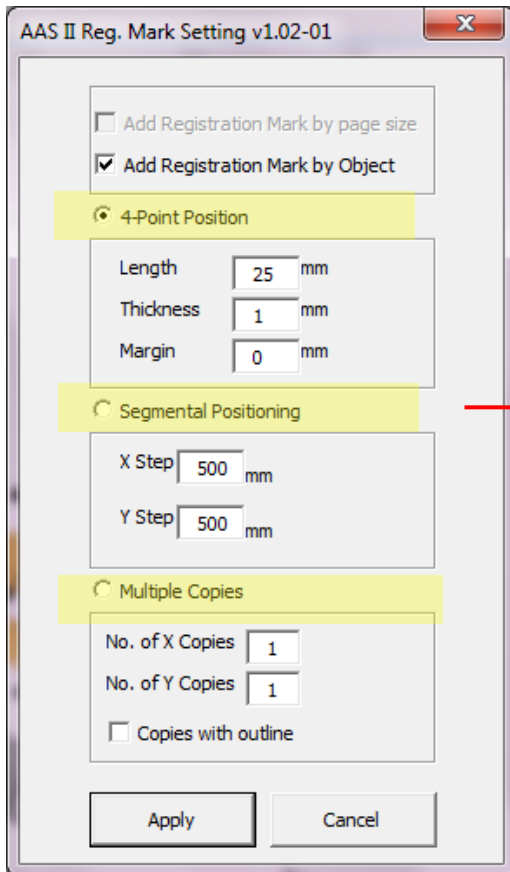 AAS II Reg. Mark Setting v1.02-01
Add Registration Mark by page size
Add Registration Mark by Object
4-Point Position
Length 25 mm
Thickness 1 mm
Margin 0 mm
Segmental Positioning
X Step 500 mm
Y Step 500 mm
Multiple Copies
No. of X Copies 1
No. of Y Copies 1
Copies with outline
Apply Cancel